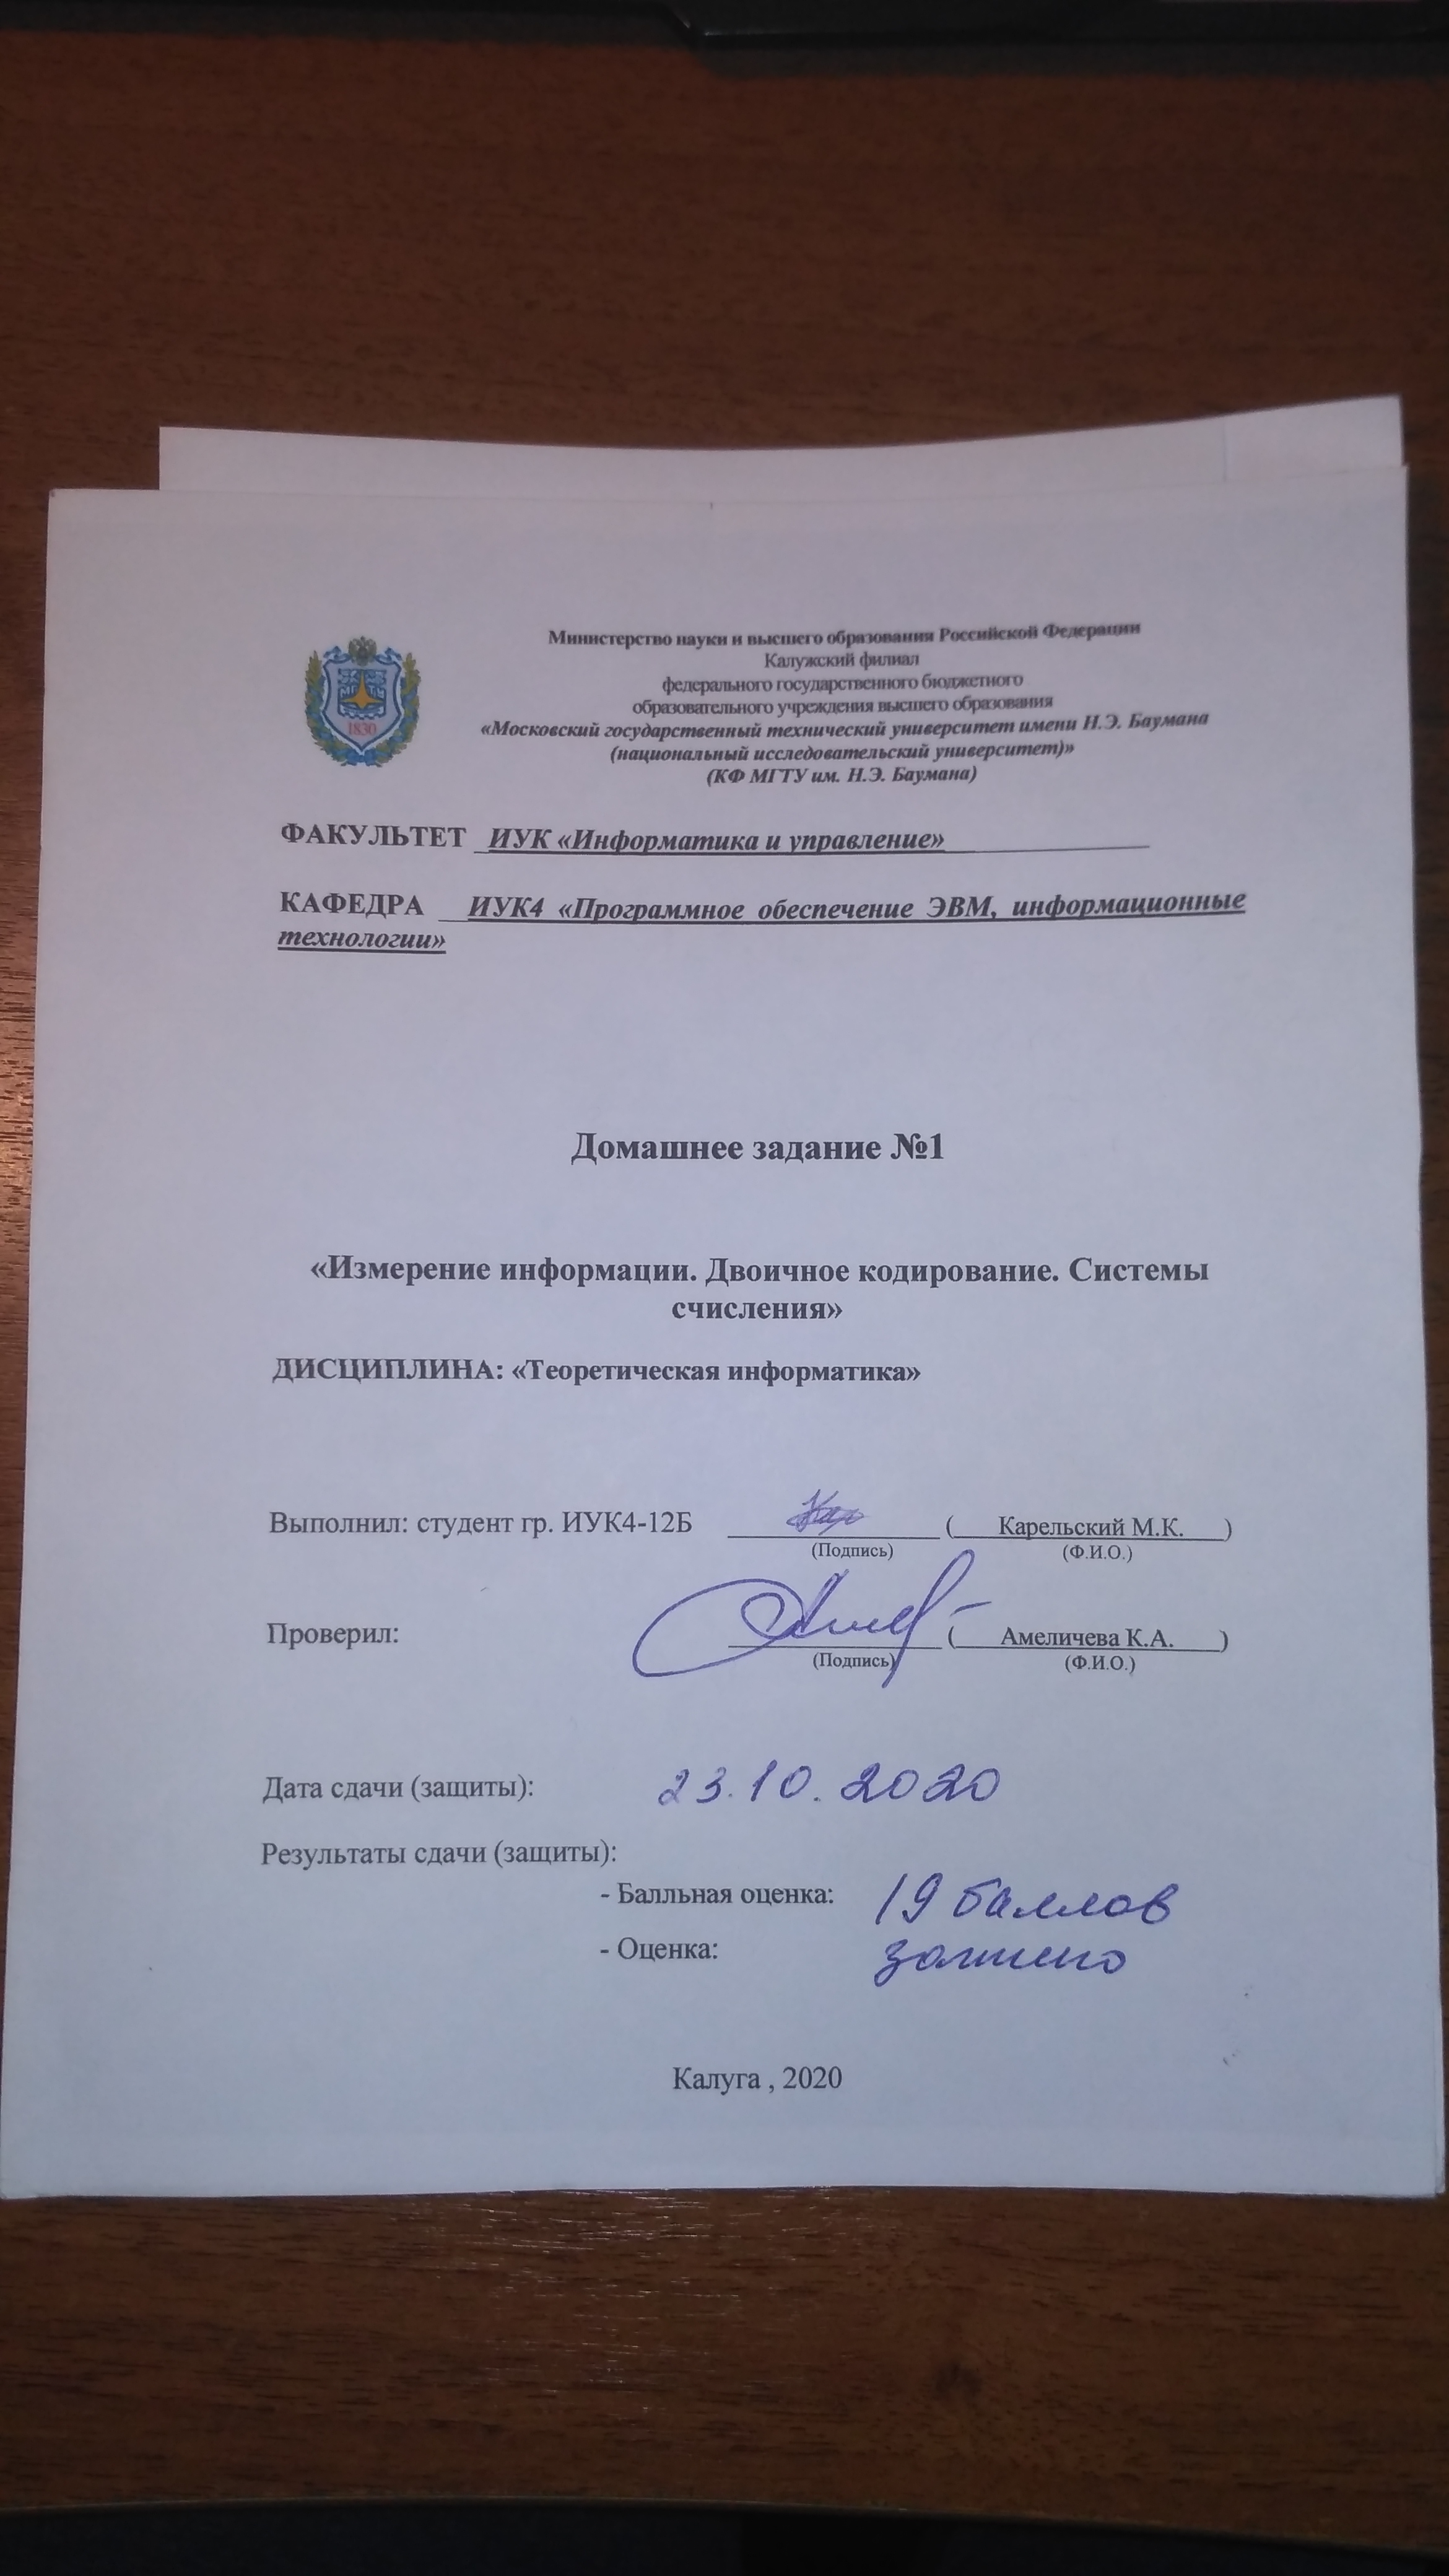 Министерство науки и высшего образования Российской Федерации
Калужский филиал
федерального государственного бюджетного
образовательного учреждения высшего образования
«Московский государственный технический университет имени Н.Э. Баумана
(национальный исследовательский университет)»
(КФ МГТУ им. Н.Э. Баумана)
МГТУ
1830
ФАКУЛЬТЕТ ИУК «Информатика и управление»
КАФЕДРА ИУК4 «Программное обеспечение ЭВМ, информационные
технологии»
Домашнее задание №1
«Измерение информации. Двоичное кодирование. Системы
счисления»
ДИСЦИПЛИНА: «Теоретическая информатика»
Выполнил: студент гр. ИУК4-12Б ( Карельский М.К. )
(Подпись) (Ф.И.О.)
Проверил: ( Амеличева К.А. )
(Подпись) (Ф.И.О.)
Дата сдачи (защиты): 23.10.2020
Результаты сдачи (защиты):
- Балльная оценка: 19 баллов
- Оценка:
Калуга , 2020